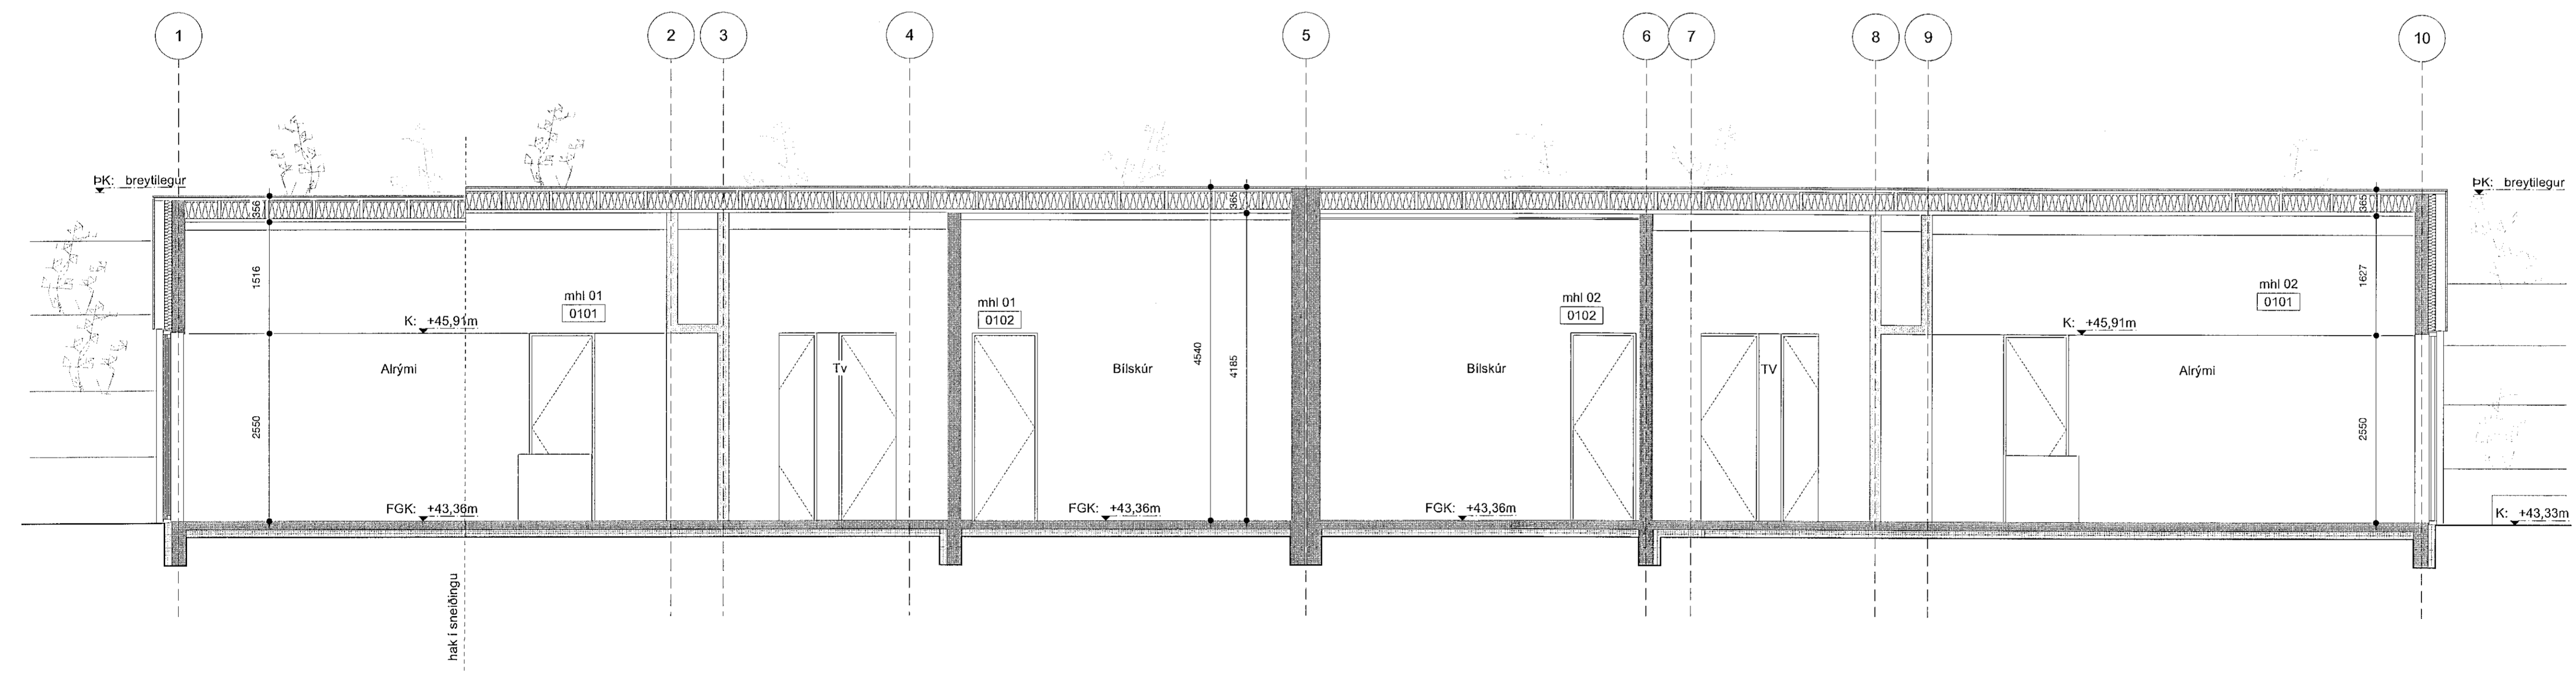 1
2
3
4
5
6
7
8
9
10
ÞK: breytilegur
ÞK: breytilegur
356
365
365
1516
mhl 01
0101
mhl 01
0102
mhl 02
0102
mhl 02
0101
1627
K: +45,91m
K: +45,91m
Alrými
Tv
Bílskúr
4540
4185
Bílskúr
TV
Alrými
2550
2550
FGK: +43,36m
FGK: +43,36m
FGK: +43,36m
K: +43,33m
hak í sneiðingu